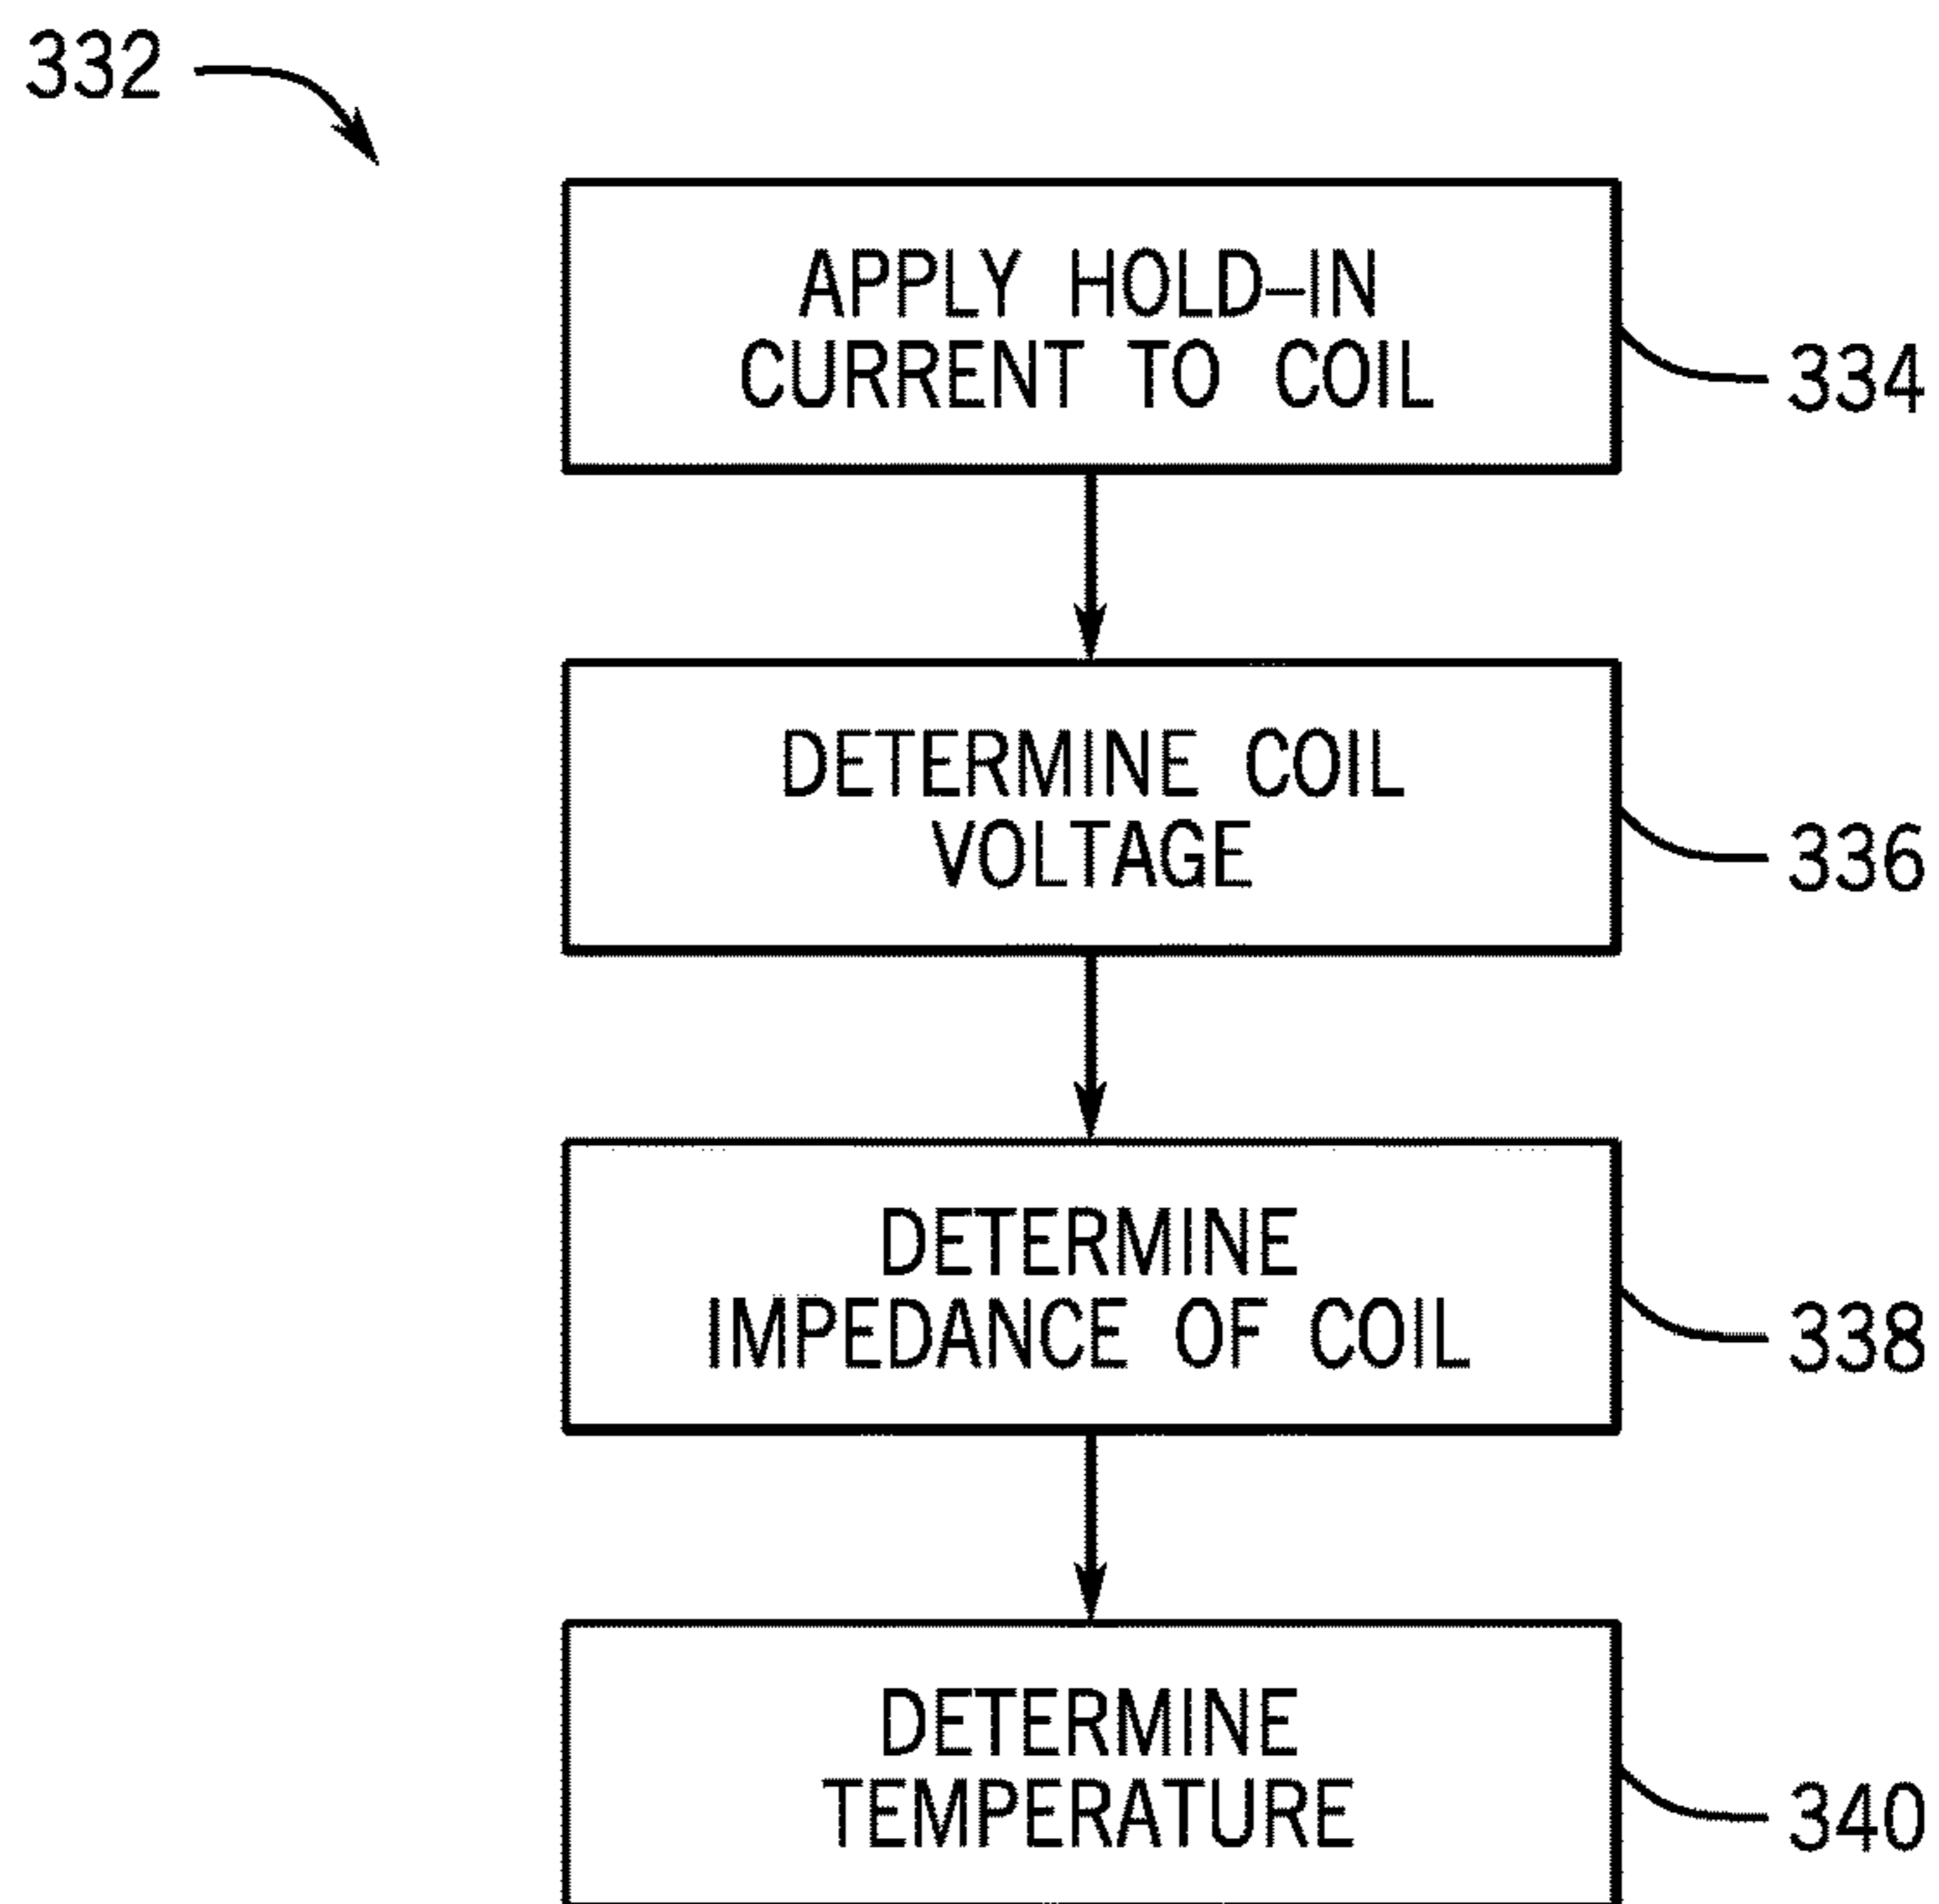 332
APPLY HOLD-IN
CURRENT TO COIL
334
DETERMINE COIL
VOLTAGE
336
DETERMINE
IMPEDANCE OF COIL
338
DETERMINE
TEMPERATURE
340